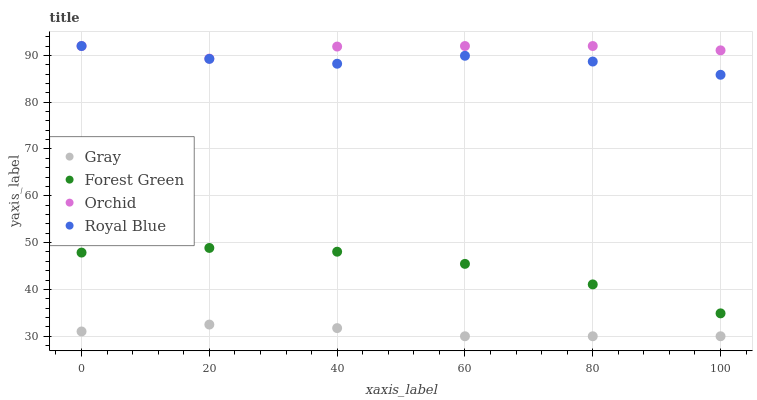 title
90
80
70
60
50
40
30
0 20 40 60 80 100
xaxis_label
yaxis_label
Gray
Forest Green
Orchid
Royal Blue